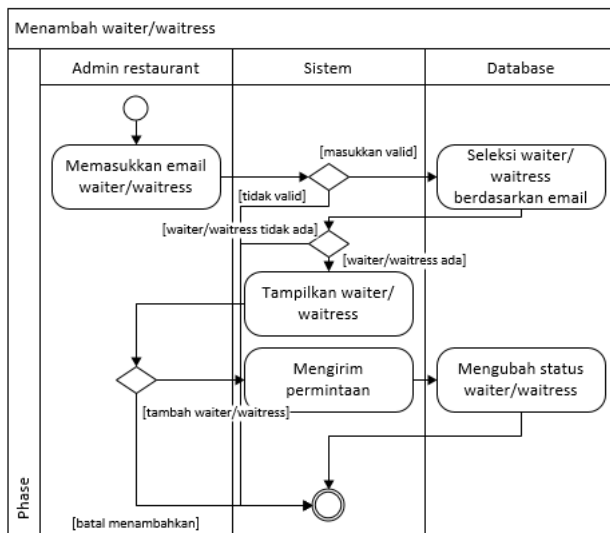 Menambah waiter/waitress
Admin restaurant
Sistem
Database
Phase
Memasukkan email
waiter/waitress
[masukkan valid]
[tidak valid]
Seleksi waiter/
waitress
berdasarkan email
[waiter/waitress tidak ada]
[waiter/waitress ada]
Tampilkan waiter/
waitress
Mengirim
permintaan
Mengubah status
waiter/waitress
[tambah waiter/waitress]
[batal menambahkan]